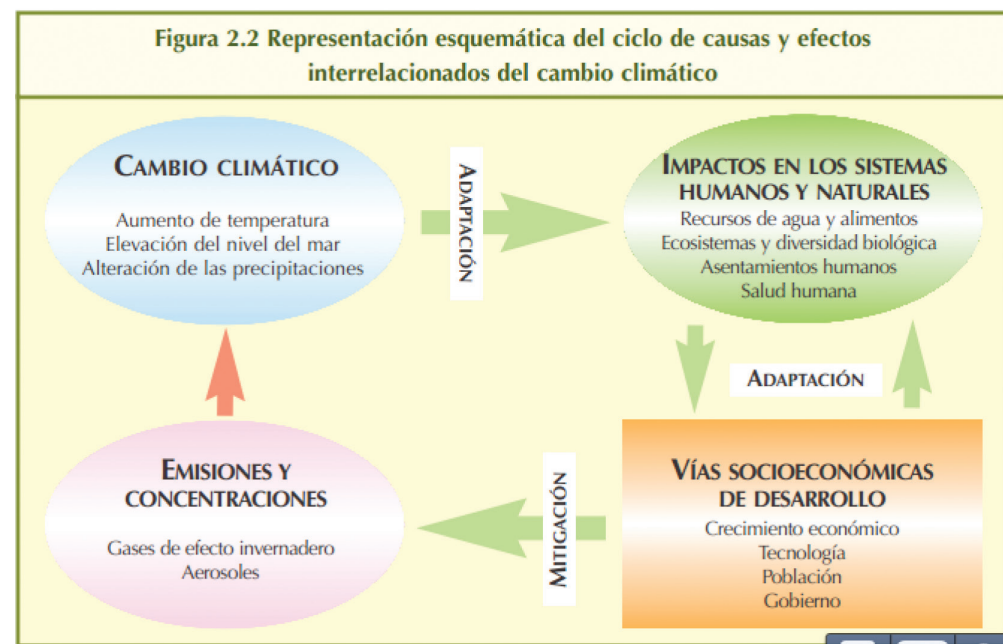 Figura 2.2 Representación esquemática del ciclo de causas y efectos
interrelacionados del cambio climático
CAMBIO CLIMÁTICO
Aumento de temperatura
Elevación del nivel del mar
Alteración de las precipitaciones
ADAPTACIÓN
IMPACTOS EN LOS SISTEMAS
HUMANOS Y NATURALES
Recursos de agua y alimentos
Ecosistemas y diversidad biológica
Asentamientos humanos
Salud humana
ADAPTACIÓN
EMISIONES Y
CONCENTRACIONES
Gases de efecto invernadero
Aerosoles
MITIGACIÓN
VÍAS SOCIOECONÓMICAS
DE DESARROLLO
Crecimiento económico
Tecnología
Población
Gobierno